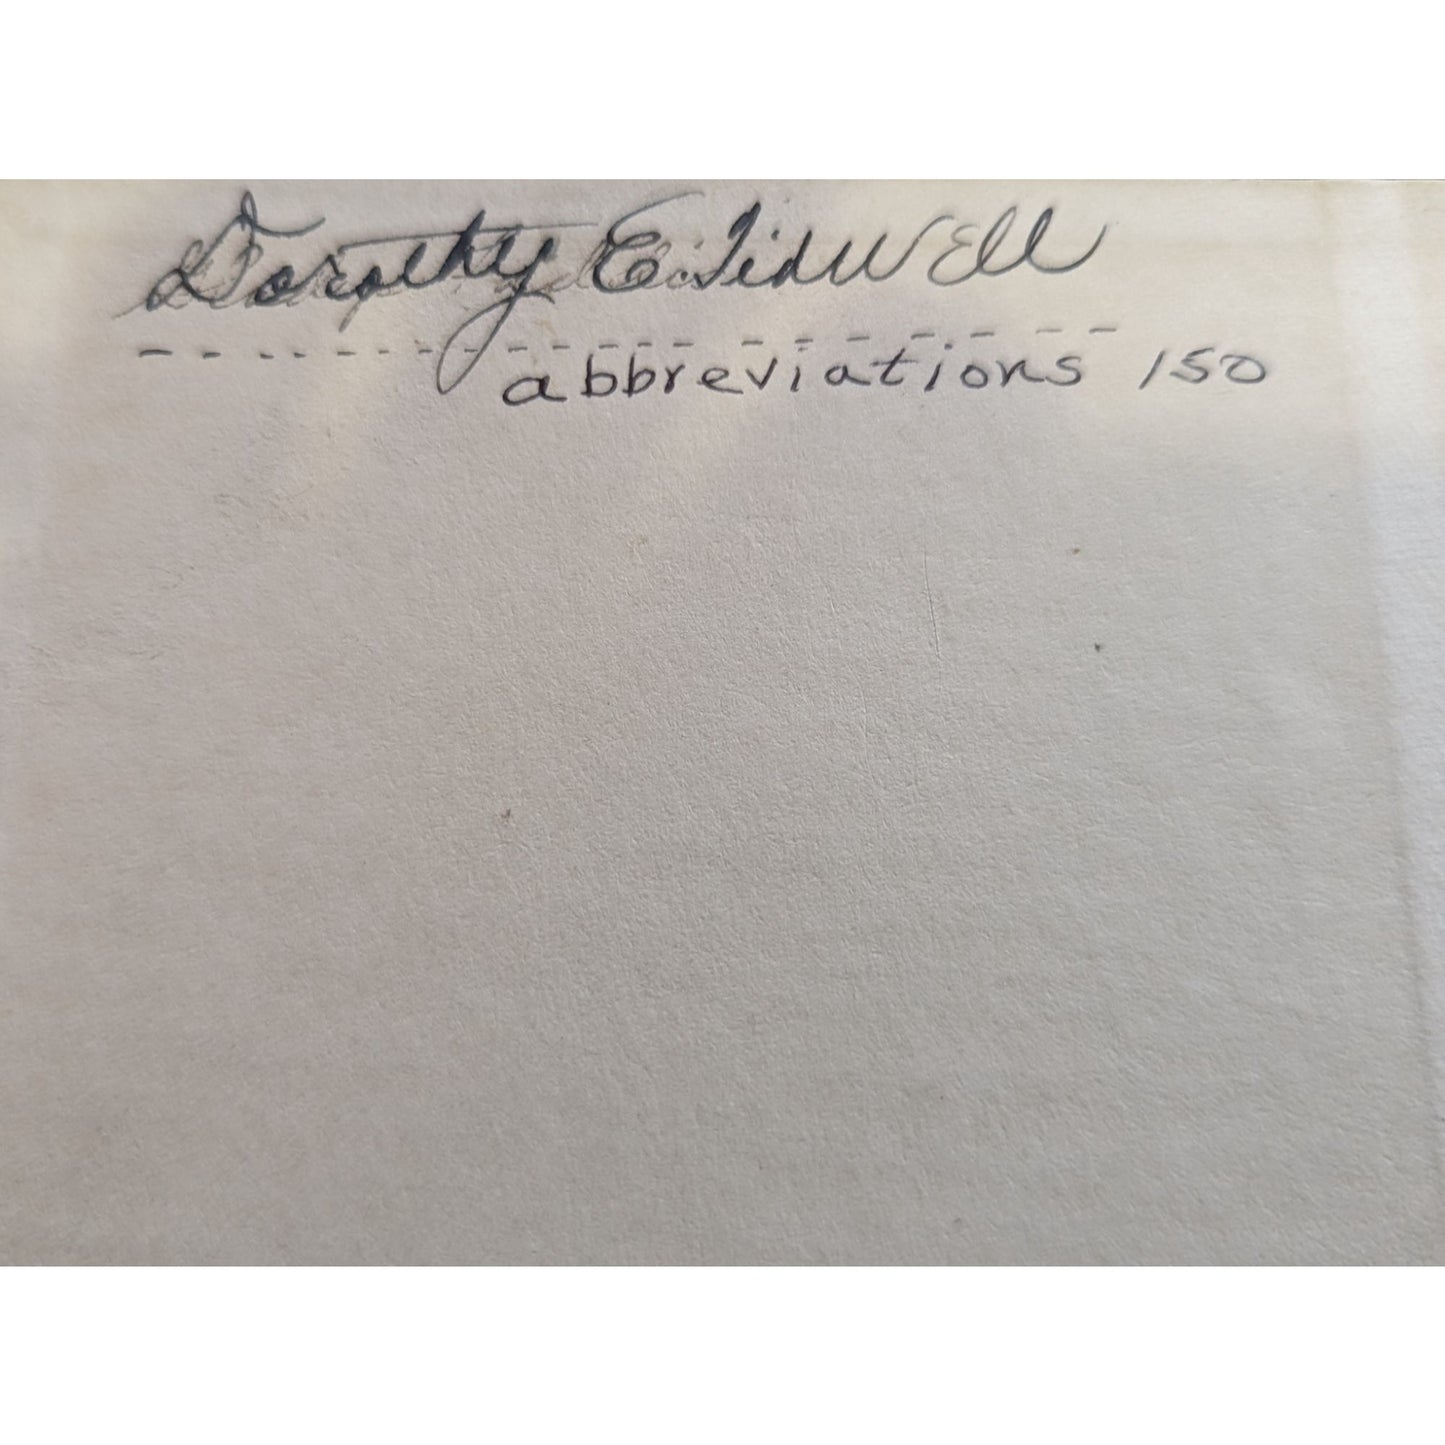 Dorothy E. Tidwell
abbreviations 150